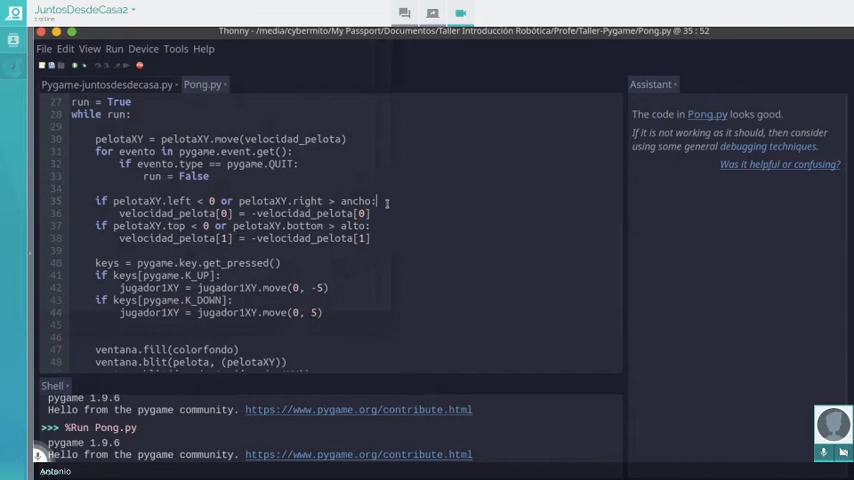 JuntosDesdeCasa2
1 online
Thonny - /media/cybermito/My Passport/Documentos/Taller Introducción Robótica/Profe/Taller-Pygame/Pong.py @ 35 : 52
File Edit View Run Device Tools Help
Pygame-juntosdesdecasa.py
Pong.py
Assistant
27 run = True
28 while run:
29
30 pelotaXY = pelotaXY.move(velocidad_pelota)
31 for evento in pygame.event.get():
32 if evento.type == pygame.QUIT:
33 run = False
34
35 if pelotaXY.left < 0 or pelotaXY.right > ancho:
36 velocidad_pelota[0] = -velocidad_pelota[0]
37 if pelotaXY.top < 0 or pelotaXY.bottom > alto:
38 velocidad_pelota[1] = -velocidad_pelota[1]
39
40 keys = pygame.key.get_pressed()
41 if keys[pygame.K_UP]:
42 jugador1XY = jugador1XY.move(0, -5)
43 if keys[pygame.K_DOWN]:
44 jugador1XY = jugador1XY.move(0, 5)
45
46
47 ventana.fill(colorfondo)
48 ventana.blit(pelota, (pelotaXY))
The code in Pong.py looks good.
If it is not working as it should, then consider
using some general debugging techniques.
Was it helpful or confusing?
Shell
pygame 1.9.6
Hello from the pygame community. https://www.pygame.org/contribute.html
>>> %Run Pong.py
pygame 1.9.6
Hello from the pygame community. https://www.pygame.org/contribute.html
Antonio